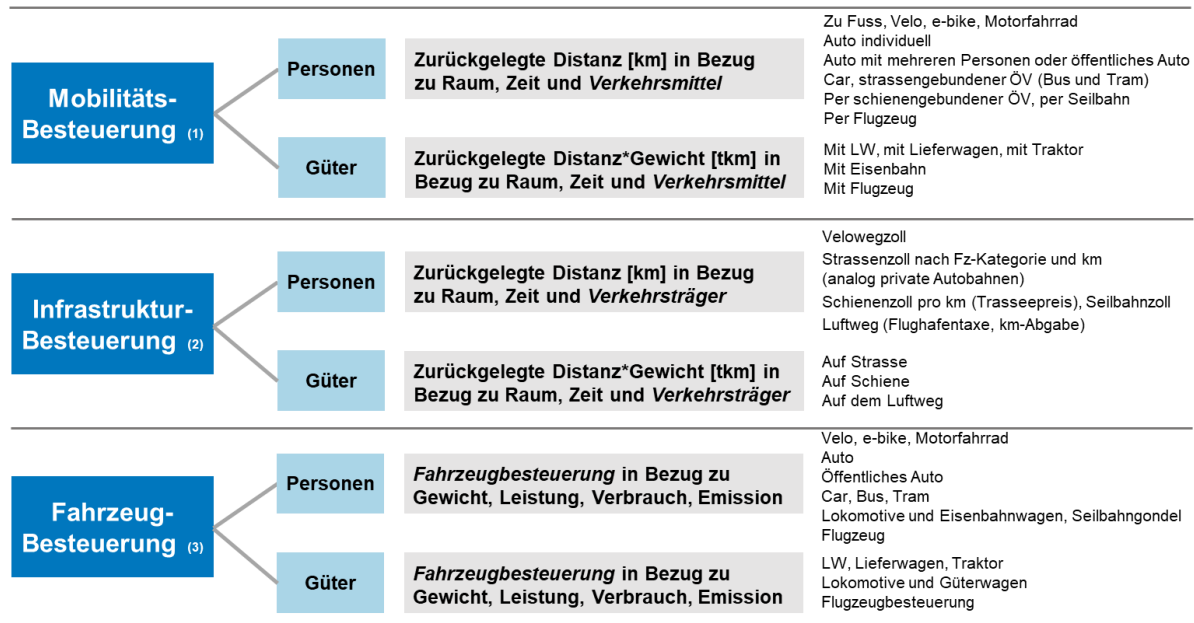 Mobilitäts-
Besteuerung (1)
Personen
Zurückgelegte Distanz [km] in Bezug
zu Raum, Zeit und Verkehrsmittel
Zu Fuss, Velo, e-bike, Motorfahrrad
Auto individuell
Auto mit mehreren Personen oder öffentliches Auto
Car, strassengebundener ÖV (Bus und Tram)
Per schienengebundener ÖV, per Seilbahn
Per Flugzeug
Güter
Zurückgelegte Distanz*Gewicht [tkm] in
Bezug zu Raum, Zeit und Verkehrsmittel
Mit LW, mit Lieferwagen, mit Traktor
Mit Eisenbahn
Mit Flugzeug
Infrastruktur-
Besteuerung (2)
Personen
Zurückgelegte Distanz [km] in Bezug
zu Raum, Zeit und Verkehrsträger
Velowegzoll
Strassenzoll nach Fz-Kategorie und km
(analog private Autobahnen)
Schienenzoll pro km (Trasseepreis), Seilbahnzoll
Luftweg (Flughafentaxe, km-Abgabe)
Güter
Zurückgelegte Distanz*Gewicht [tkm] in
Bezug zu Raum, Zeit und Verkehrsträger
Auf Strasse
Auf Schiene
Auf dem Luftweg
Fahrzeug-
Besteuerung (3)
Personen
Fahrzeugbesteuerung in Bezug zu
Gewicht, Leistung, Verbrauch, Emission
Velo, e-bike, Motorfahrrad
Auto
Öffentliches Auto
Car, Bus, Tram
Lokomotive und Eisenbahnwagen, Seilbahngondel
Flugzeug
Güter
Fahrzeugbesteuerung in Bezug zu
Gewicht, Leistung, Verbrauch, Emission
LW, Lieferwagen, Traktor
Lokomotive und Güterwagen
Flugzeugbesteuerung